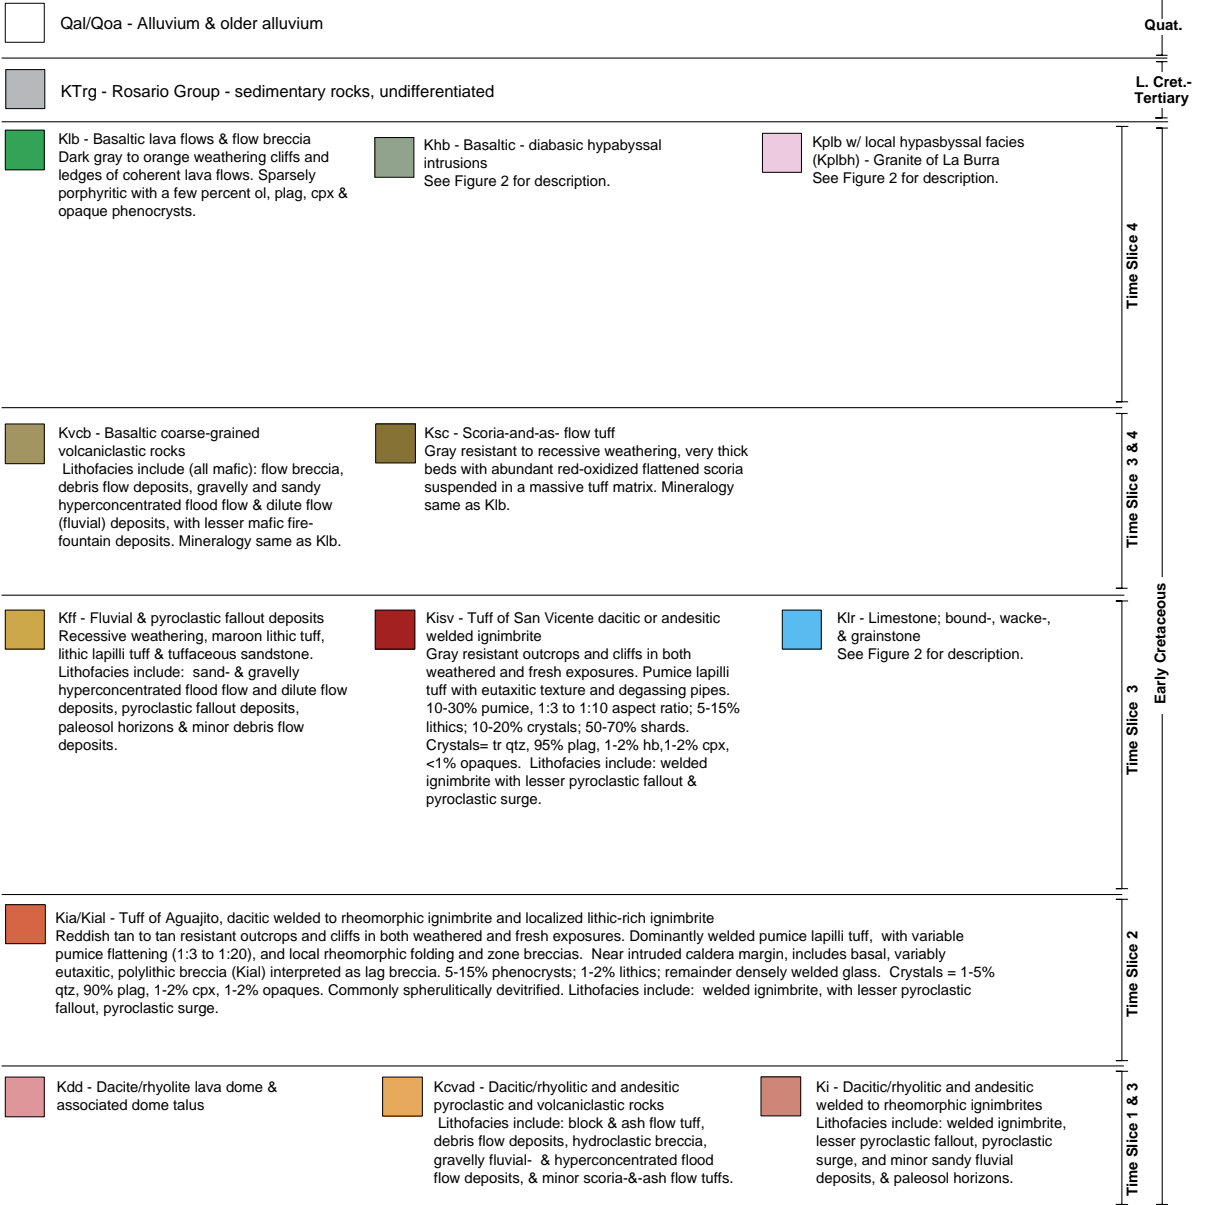 Qal/Qoa - Alluvium & older alluvium
Quat.
KTrg - Rosario Group - sedimentary rocks, undifferentiated
L. Cret.-
Tertiary
Klb - Basaltic lava flows & flow breccia
Dark gray to orange weathering cliffs and
ledges of coherent lava flows. Sparsely
porphyritic with a few percent ol, plag, cpx &
opaque phenocrysts.
Khb - Basaltic - diabasic hypabyssal
intrusions
See Figure 2 for description.
Kplb w/ local hypasbyssal facies
(Kplbh) - Granite of La Burra
See Figure 2 for description.
Time Slice 4
Kvcb - Basaltic coarse-grained
volcaniclastic rocks
Lithofacies include (all mafic): flow breccia,
debris flow deposits, gravelly and sandy
hyperconcentrated flood flow & dilute flow
(fluvial) deposits, with lesser mafic fire-
fountain deposits. Mineralogy same as Klb.
Ksc - Scoria-and-as- flow tuff
Gray resistant to recessive weathering, very thick
beds with abundant red-oxidized flattened scoria
suspended in a massive tuff matrix. Mineralogy
same as Klb.
Time Slice 3 & 4
Kff - Fluvial & pyroclastic fallout deposits
Recessive weathering, maroon lithic tuff,
lithic lapilli tuff & tuffaceous sandstone.
Lithofacies include: sand- & gravelly
hyperconcentrated flood flow and dilute flow
deposits, pyroclastic fallout deposits,
paleosol horizons & minor debris flow
deposits.
Kisv - Tuff of San Vicente dacitic or andesitic
welded ignimbrite
Gray resistant outcrops and cliffs in both
weathered and fresh exposures. Pumice lapilli
tuff with eutaxitic texture and degassing pipes.
10-30% pumice, 1:3 to 1:10 aspect ratio; 5-15%
lithics; 10-20% crystals; 50-70% shards.
Crystals= tr qtz, 95% plag, 1-2% hb,1-2% cpx,
<1% opaques. Lithofacies include: welded
ignimbrite with lesser pyroclastic fallout &
pyroclastic surge.
Klr - Limestone; bound-, wacke-,
& grainstone
See Figure 2 for description.
Time Slice 3
Early Cretaceous
Kia/Kial - Tuff of Aguajito, dacitic welded to rheomorphic ignimbrite and localized lithic-rich ignimbrite
Reddish tan to tan resistant outcrops and cliffs in both weathered and fresh exposures. Dominantly welded pumice lapilli tuff, with variable
pumice flattening (1:3 to 1:20), and local rheomorphic folding and zone breccias. Near intruded caldera margin, includes basal, variably
eutaxitic, polylithic breccia (Kial) interpreted as lag breccia. 5-15% phenocrysts; 1-2% lithics; remainder densely welded glass. Crystals = 1-5%
qtz, 90% plag, 1-2% cpx, 1-2% opaques. Commonly spherulitically devitrified. Lithofacies include: welded ignimbrite, with lesser pyroclastic
fallout, pyroclastic surge.
Time Slice 2
Kdd - Dacite/rhyolite lava dome &
associated dome talus
Kcvad - Dacitic/rhyolitic and andesitic
pyroclastic and volcaniclastic rocks
Lithofacies include: block & ash flow tuff,
debris flow deposits, hydroclastic breccia,
gravelly fluvial- & hyperconcentrated flood
flow deposits, & minor scoria-&-ash flow tuffs.
Ki - Dacitic/rhyolitic and andesitic
welded to rheomorphic ignimbrites
Lithofacies include: welded ignimbrite,
lesser pyroclastic fallout, pyroclastic
surge, and minor sandy fluvial
deposits, & paleosol horizons.
Time Slice 1 & 3